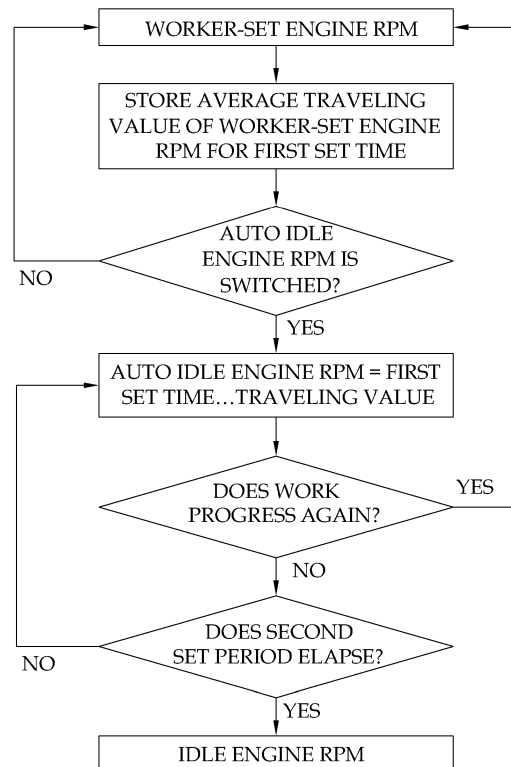 WORKER-SET ENGINE RPM
STORE AVERAGE TRAVELING
VALUE OF WORKER-SET ENGINE
RPM FOR FIRST SET TIME
AUTO IDLE
ENGINE RPM IS
SWITCHED?
NO
YES
AUTO IDLE ENGINE RPM = FIRST
SET TIME...TRAVELING VALUE
DOES WORK
PROGRESS AGAIN?
YES
NO
DOES SECOND
SET PERIOD ELAPSE?
NO
YES
IDLE ENGINE RPM